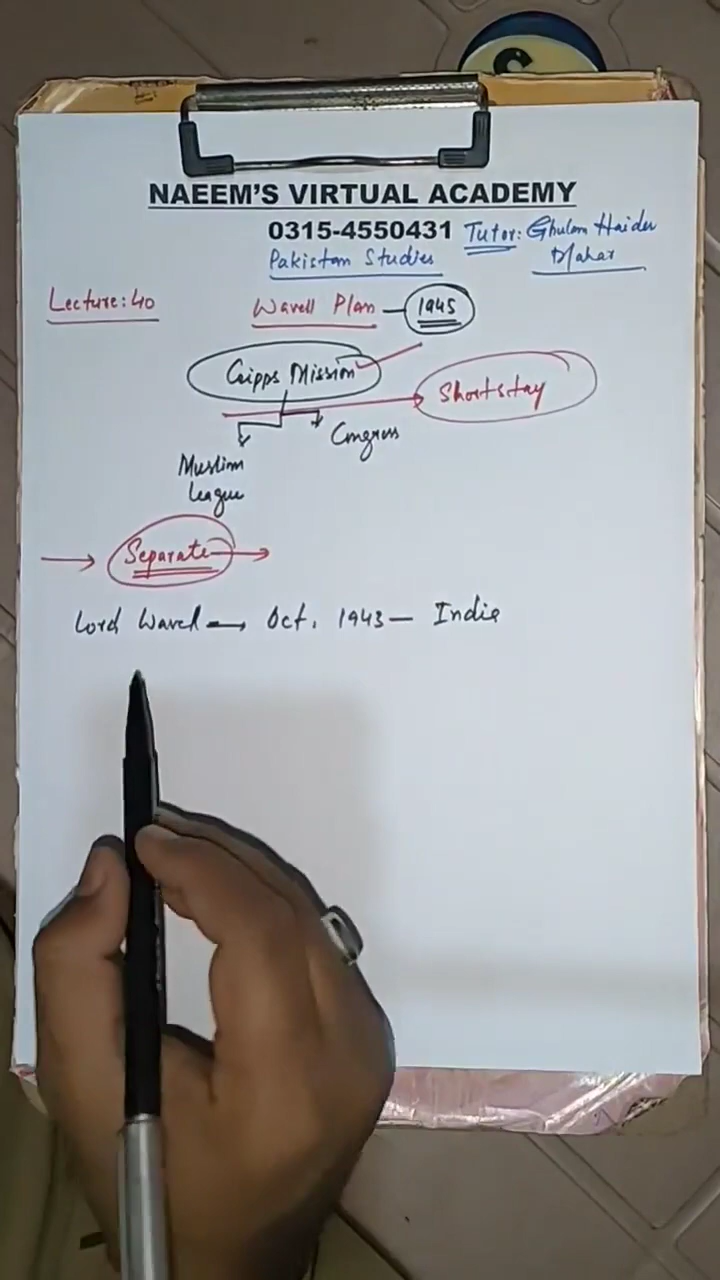 NAEEM'S VIRTUAL ACADEMY
0315-4550431 Tutor: Ghulam Haider Mahar
Pakistan Studies
Lecture: 40 Wavell Plan — 1945
Cripps Mission
Shortstay
Congress
Muslim
League
Separate
Lord Wavel → Oct. 1943 — India